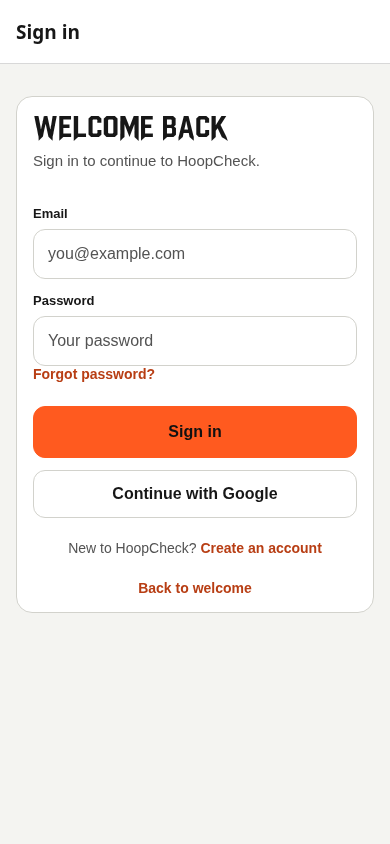 Sign in
WELCOME BACK
Sign in to continue to HoopCheck.
Email
you@example.com
Password
Your password
Forgot password?
Sign in
Continue with Google
New to HoopCheck? Create an account
Back to welcome